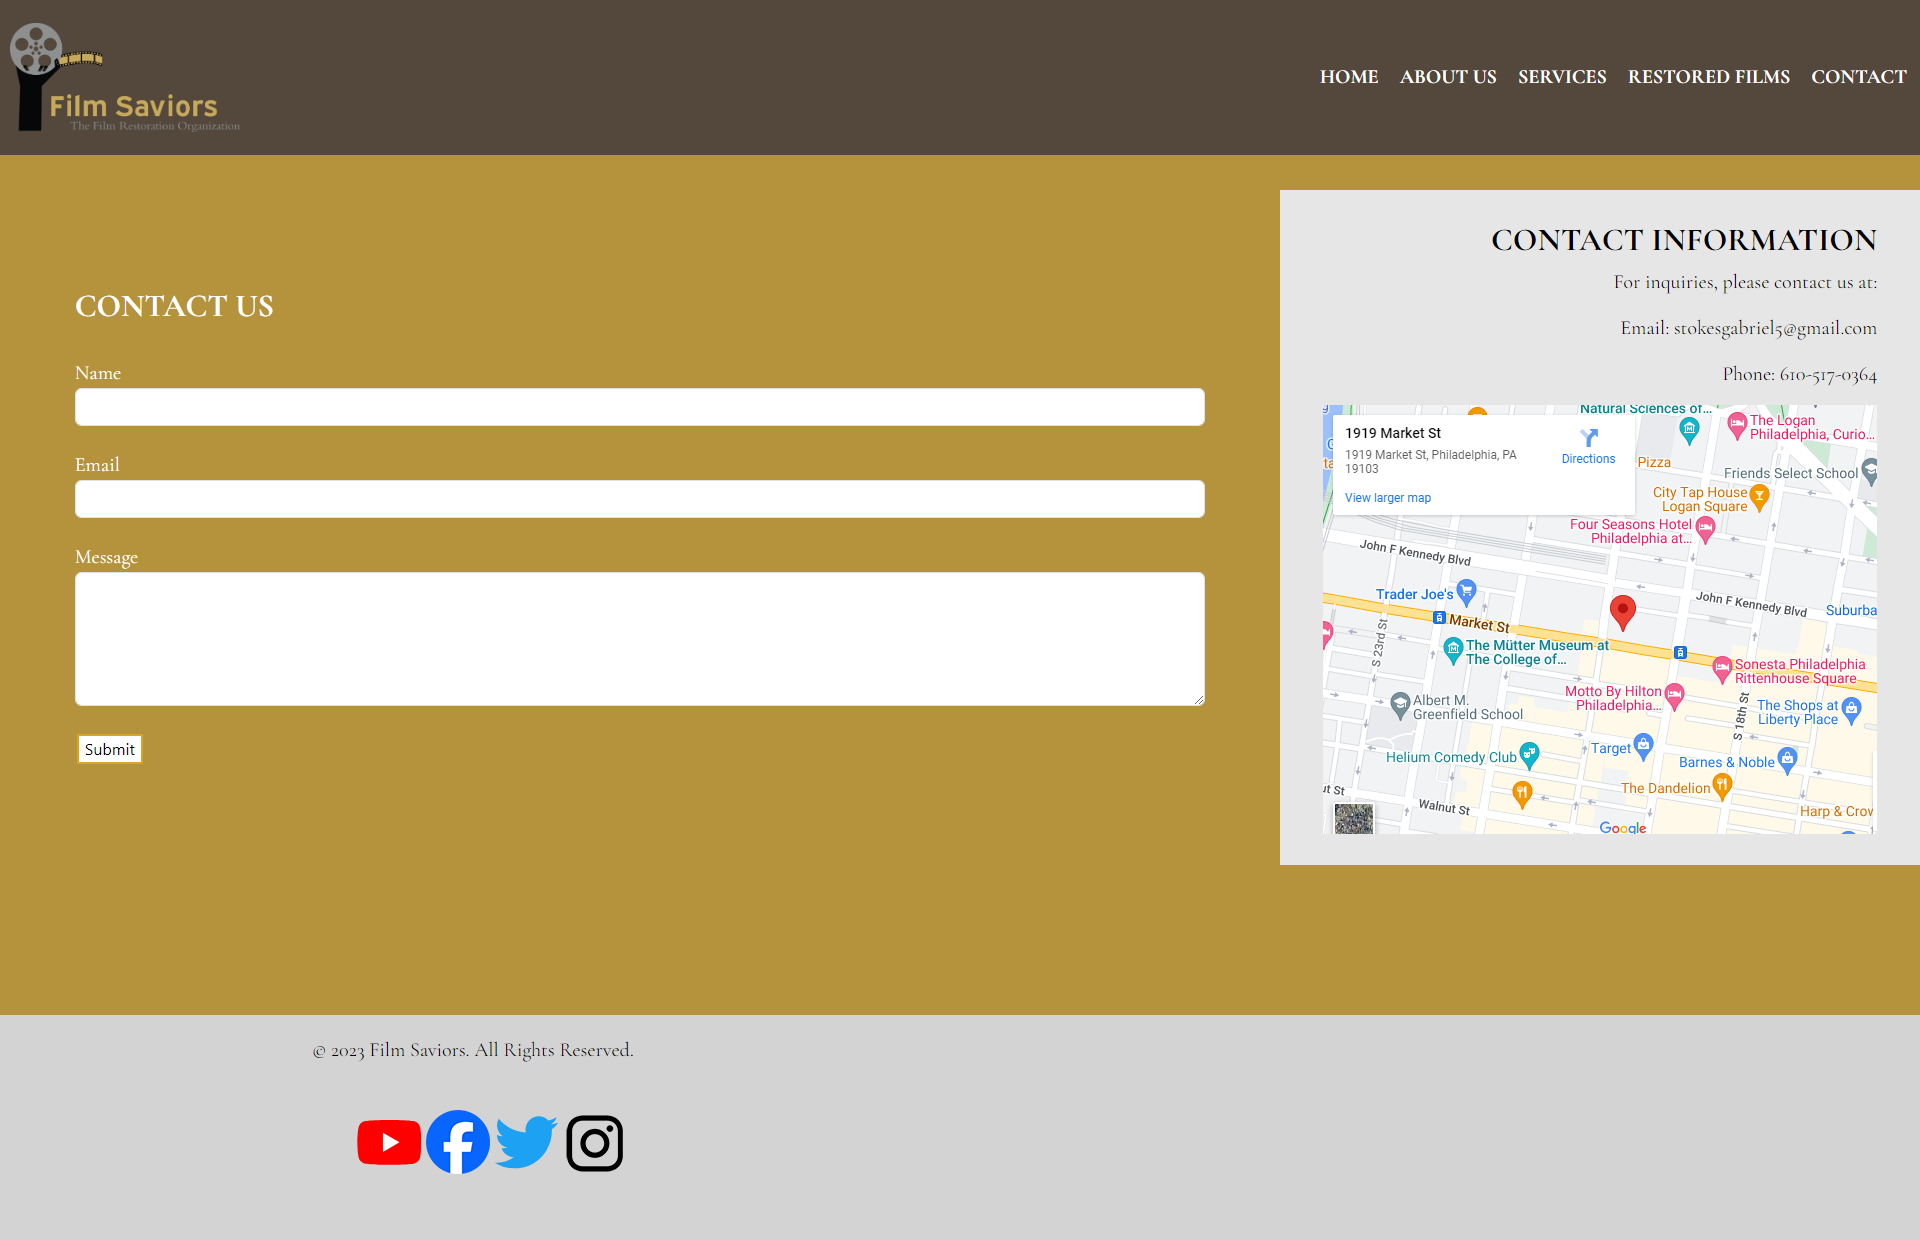 Film Saviors
The Film Restoration Organization
HOME ABOUT US SERVICES RESTORED FILMS CONTACT
CONTACT US
Name
Email
Message
Submit
CONTACT INFORMATION
For inquiries, please contact us at:
Email: stokesgabriel5@gmail.com
Phone: 610-517-0364
1919 Market St
1919 Market St, Philadelphia, PA
19103
Directions
View larger map
Natural Sciences of...
The Logan
Philadelphia, Curio...
Pizza
Friends Select School
City Tap House
Logan Square
Four Seasons Hotel
Philadelphia at...
John F Kennedy Blvd
John F Kennedy Blvd
Trader Joe's
Suburba
Market St
S 23rd St
The Mütter Museum at
The College of...
Sonesta Philadelphia
Rittenhouse Square
Motto By Hilton
Philadelphia...
Albert M.
Greenfield School
S 18th St
The Shops at
Liberty Place
Target
Helium Comedy Club
Barnes & Noble
The Dandelion
ut St
Walnut St
Harp & Crow
Google
© 2023 Film Saviors. All Rights Reserved.